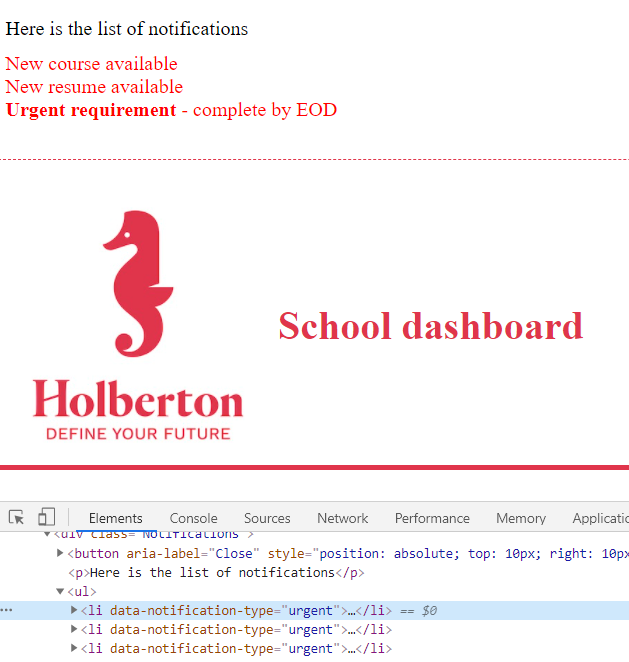 Here is the list of notifications
New course available
New resume available
Urgent requirement - complete by EOD
School dashboard
Holberton
DEFINE YOUR FUTURE
Elements Console Sources Network Performance Memory Applicatio
<div class="Notifications">
<button aria-label="Close" style="position: absolute; top: 10px; right: 10px
<p>Here is the list of notifications</p>
<ul>
<li data-notification-type="urgent">…</li> == $0
<li data-notification-type="urgent">…</li>
<li data-notification-type="urgent">…</li>